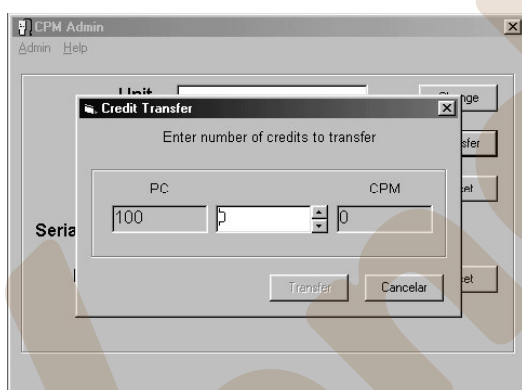 CPM Admin
Admin Help
Unit
Credit Transfer
Enter number of credits to transfer
PC CPM
100 0
Seria
Transfer Cancelar